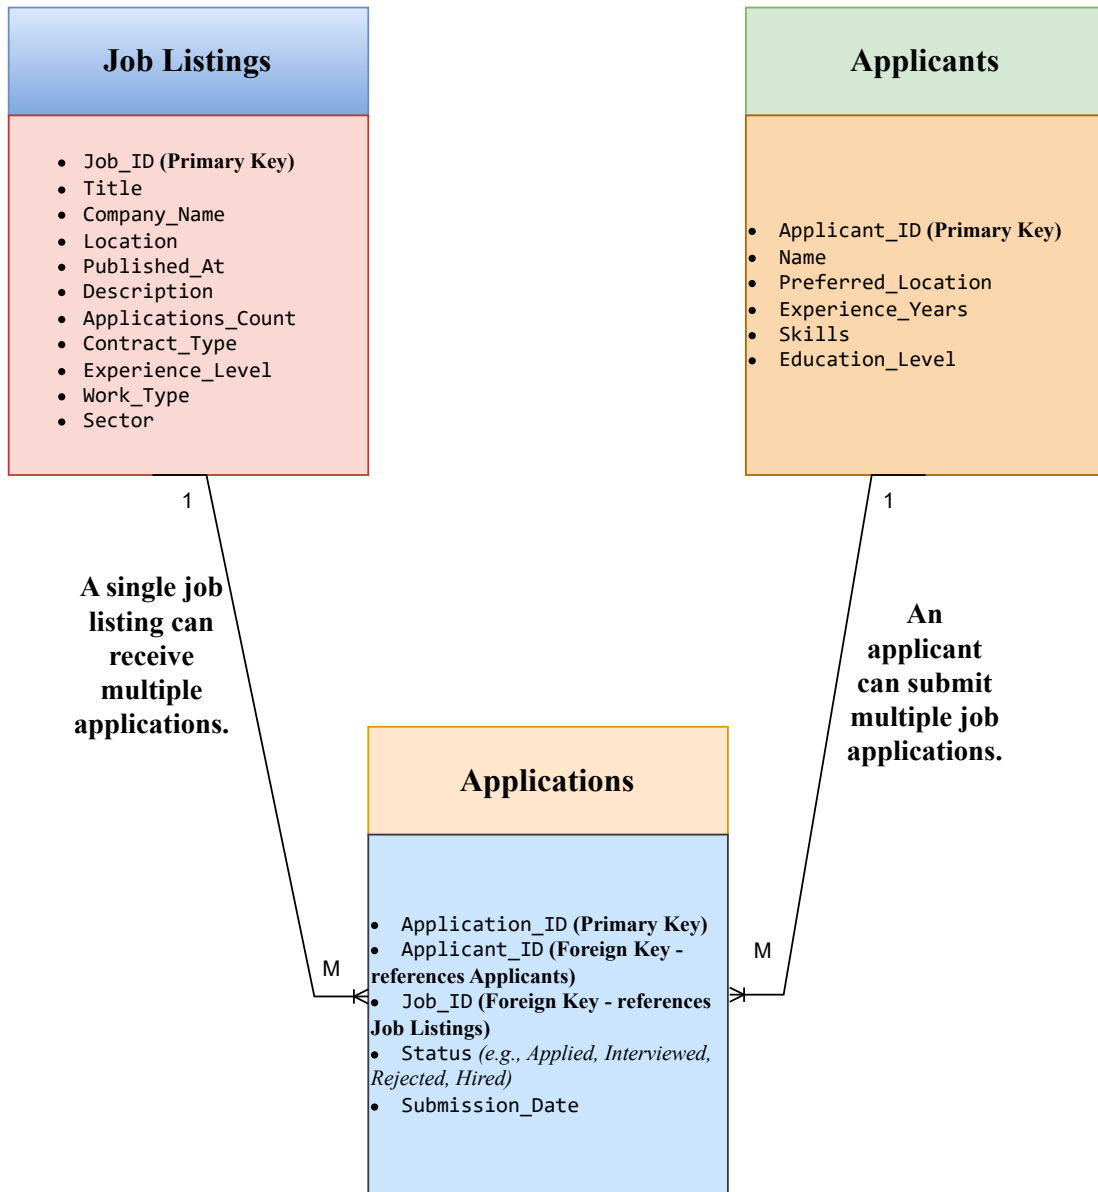 Job Listings
• Job_ID (Primary Key)
• Title
• Company_Name
• Location
• Published_At
• Description
• Applications_Count
• Contract_Type
• Experience_Level
• Work_Type
• Sector
Applicants
• Applicant_ID (Primary Key)
• Name
• Preferred_Location
• Experience_Years
• Skills
• Education_Level
1
1
A single job
listing can
receive
multiple
applications.
An
applicant
can submit
multiple job
applications.
M
M
Applications
• Application_ID (Primary Key)
• Applicant_ID (Foreign Key -
references Applicants)
• Job_ID (Foreign Key - references
Job Listings)
• Status (e.g., Applied, Interviewed,
Rejected, Hired)
• Submission_Date